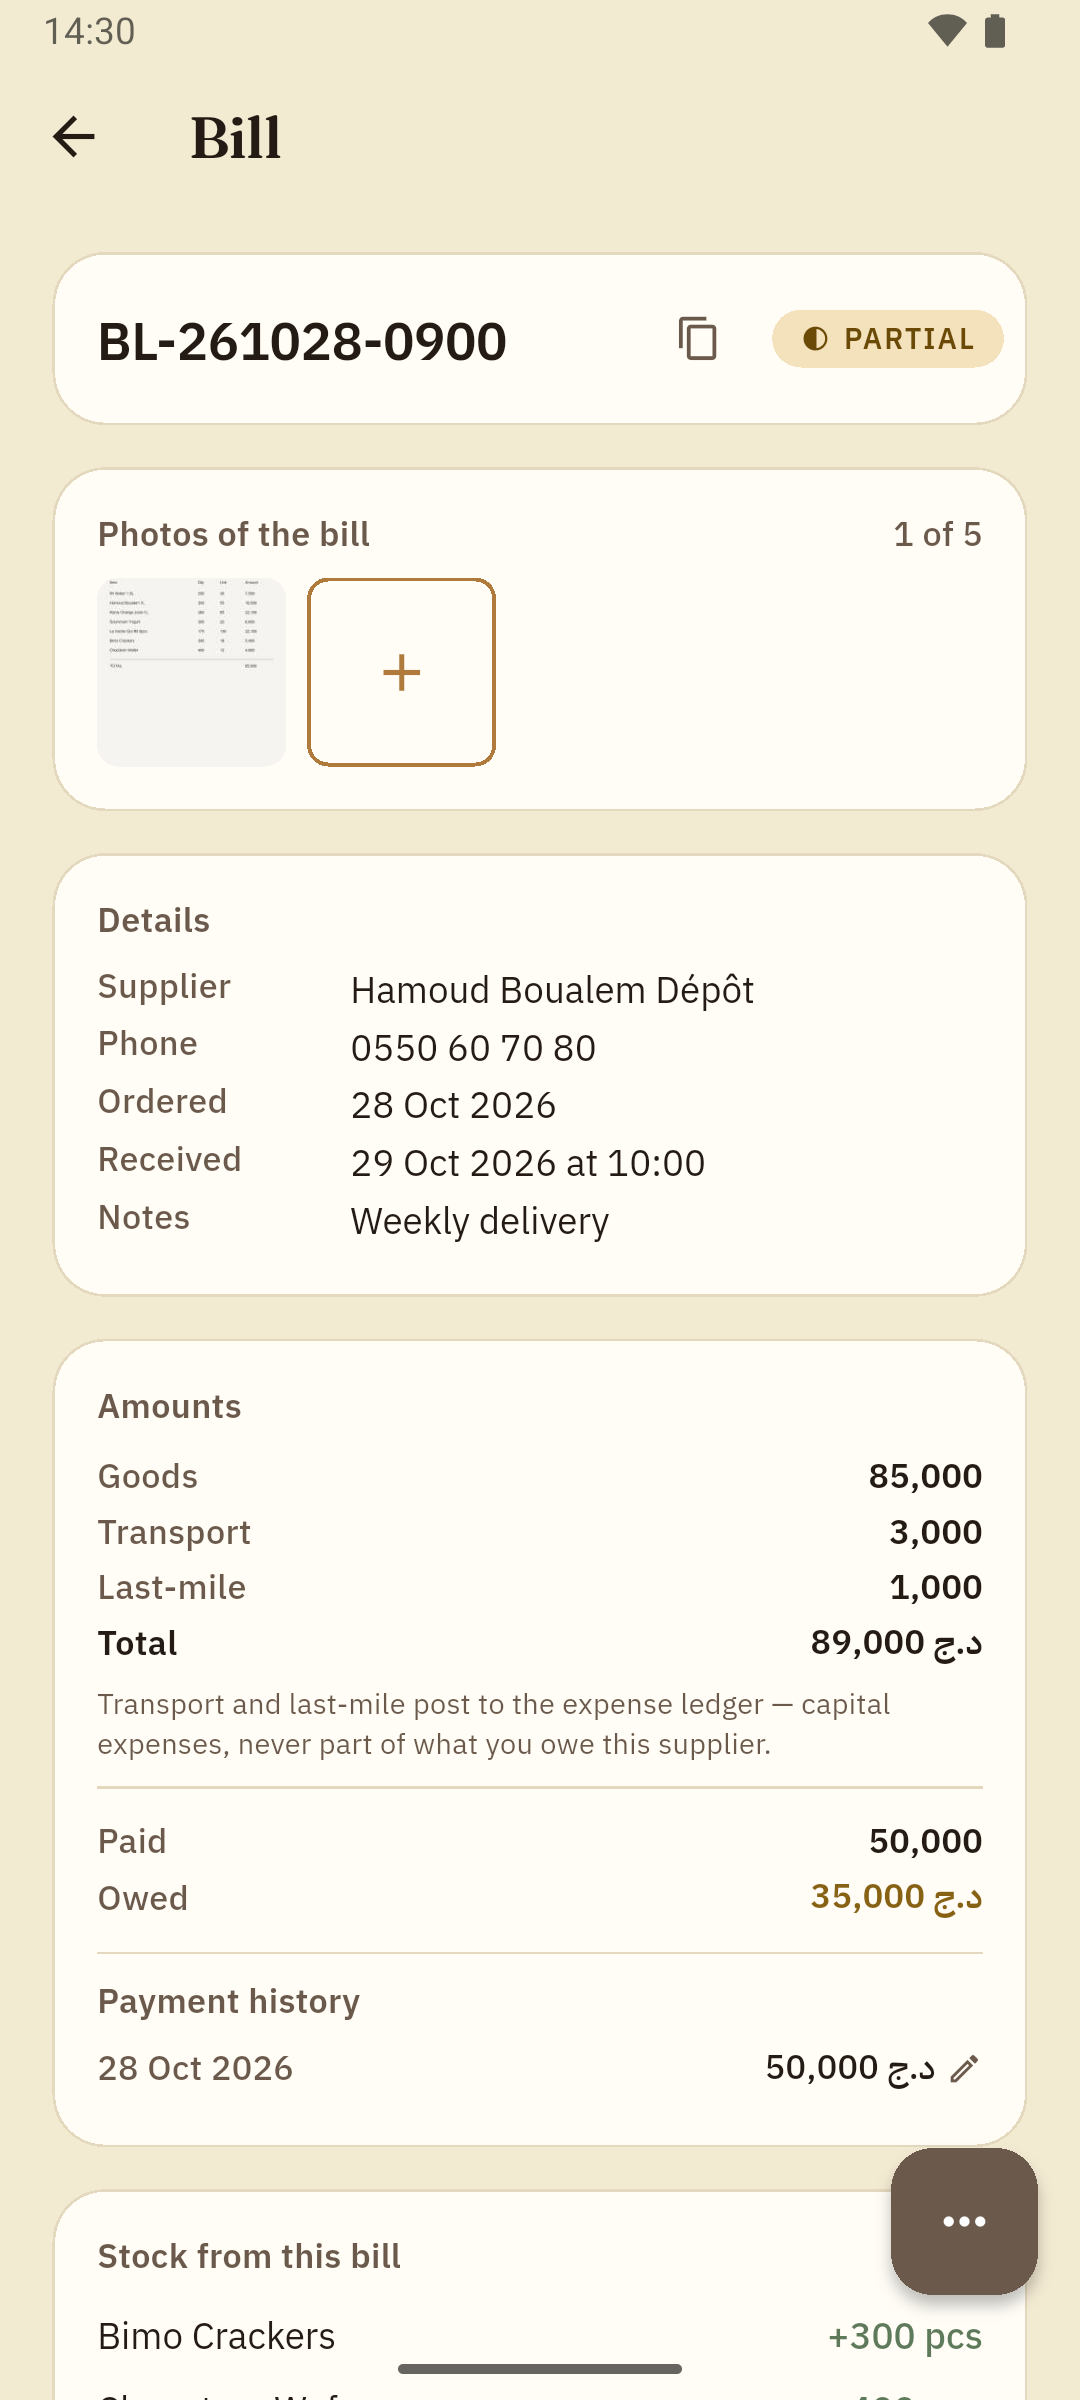 14:30
Bill
BL-261028-0900
PARTIAL
Photos of the bill
1 of 5
TOTAL
Details
Supplier Hamoud Boualem Dépôt
Phone 0550 60 70 80
Ordered 28 Oct 2026
Received 29 Oct 2026 at 10:00
Notes Weekly delivery
Amounts
Goods 85,000
Transport 3,000
Last-mile 1,000
Total 89,000 د.ج
Transport and last-mile post to the expense ledger — capital
expenses, never part of what you owe this supplier.
Paid 50,000
Owed 35,000 د.ج
Payment history
28 Oct 2026 50,000 د.ج
Stock from this bill
Bimo Crackers +300 pcs